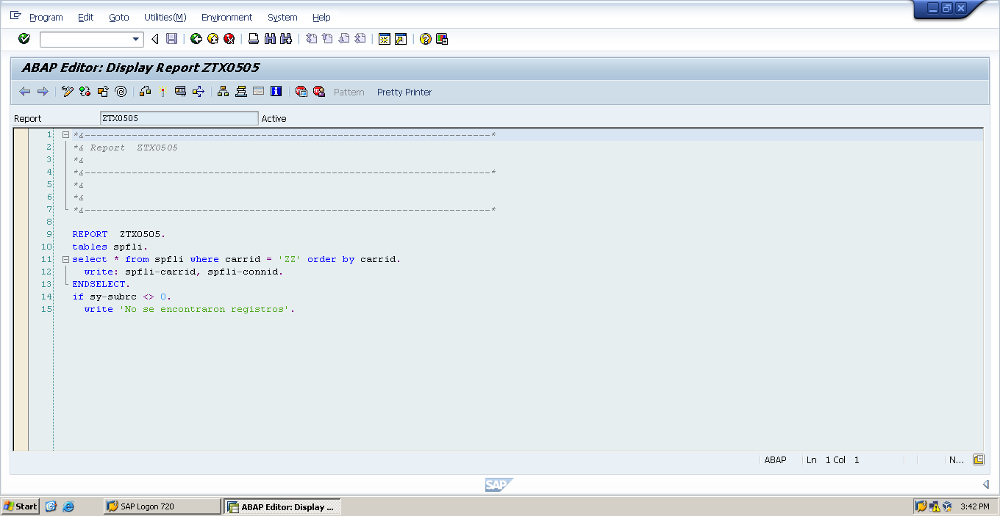 Program Edit Goto Utilities(M) Environment System Help
ABAP Editor: Display Report ZTX0505
Pattern Pretty Printer
Report ZTX0505 Active
1 *&---------------------------------------------------------------------*
2 *& Report  ZTX0505
3 *&
4 *&---------------------------------------------------------------------*
5 *&
6 *&
7 *&---------------------------------------------------------------------*
8
9 REPORT  ZTX0505.
10 tables spfli.
11 select * from spfli where carrid = 'ZZ' order by carrid.
12   write: spfli-carrid, spfli-connid.
13 ENDSELECT.
14 if sy-subrc <> 0.
15   write 'No se encontraron registros'.
ABAP Ln 1 Col 1 N...
SAP
Start SAP Logon 720 ABAP Editor: Display ... 3:42 PM